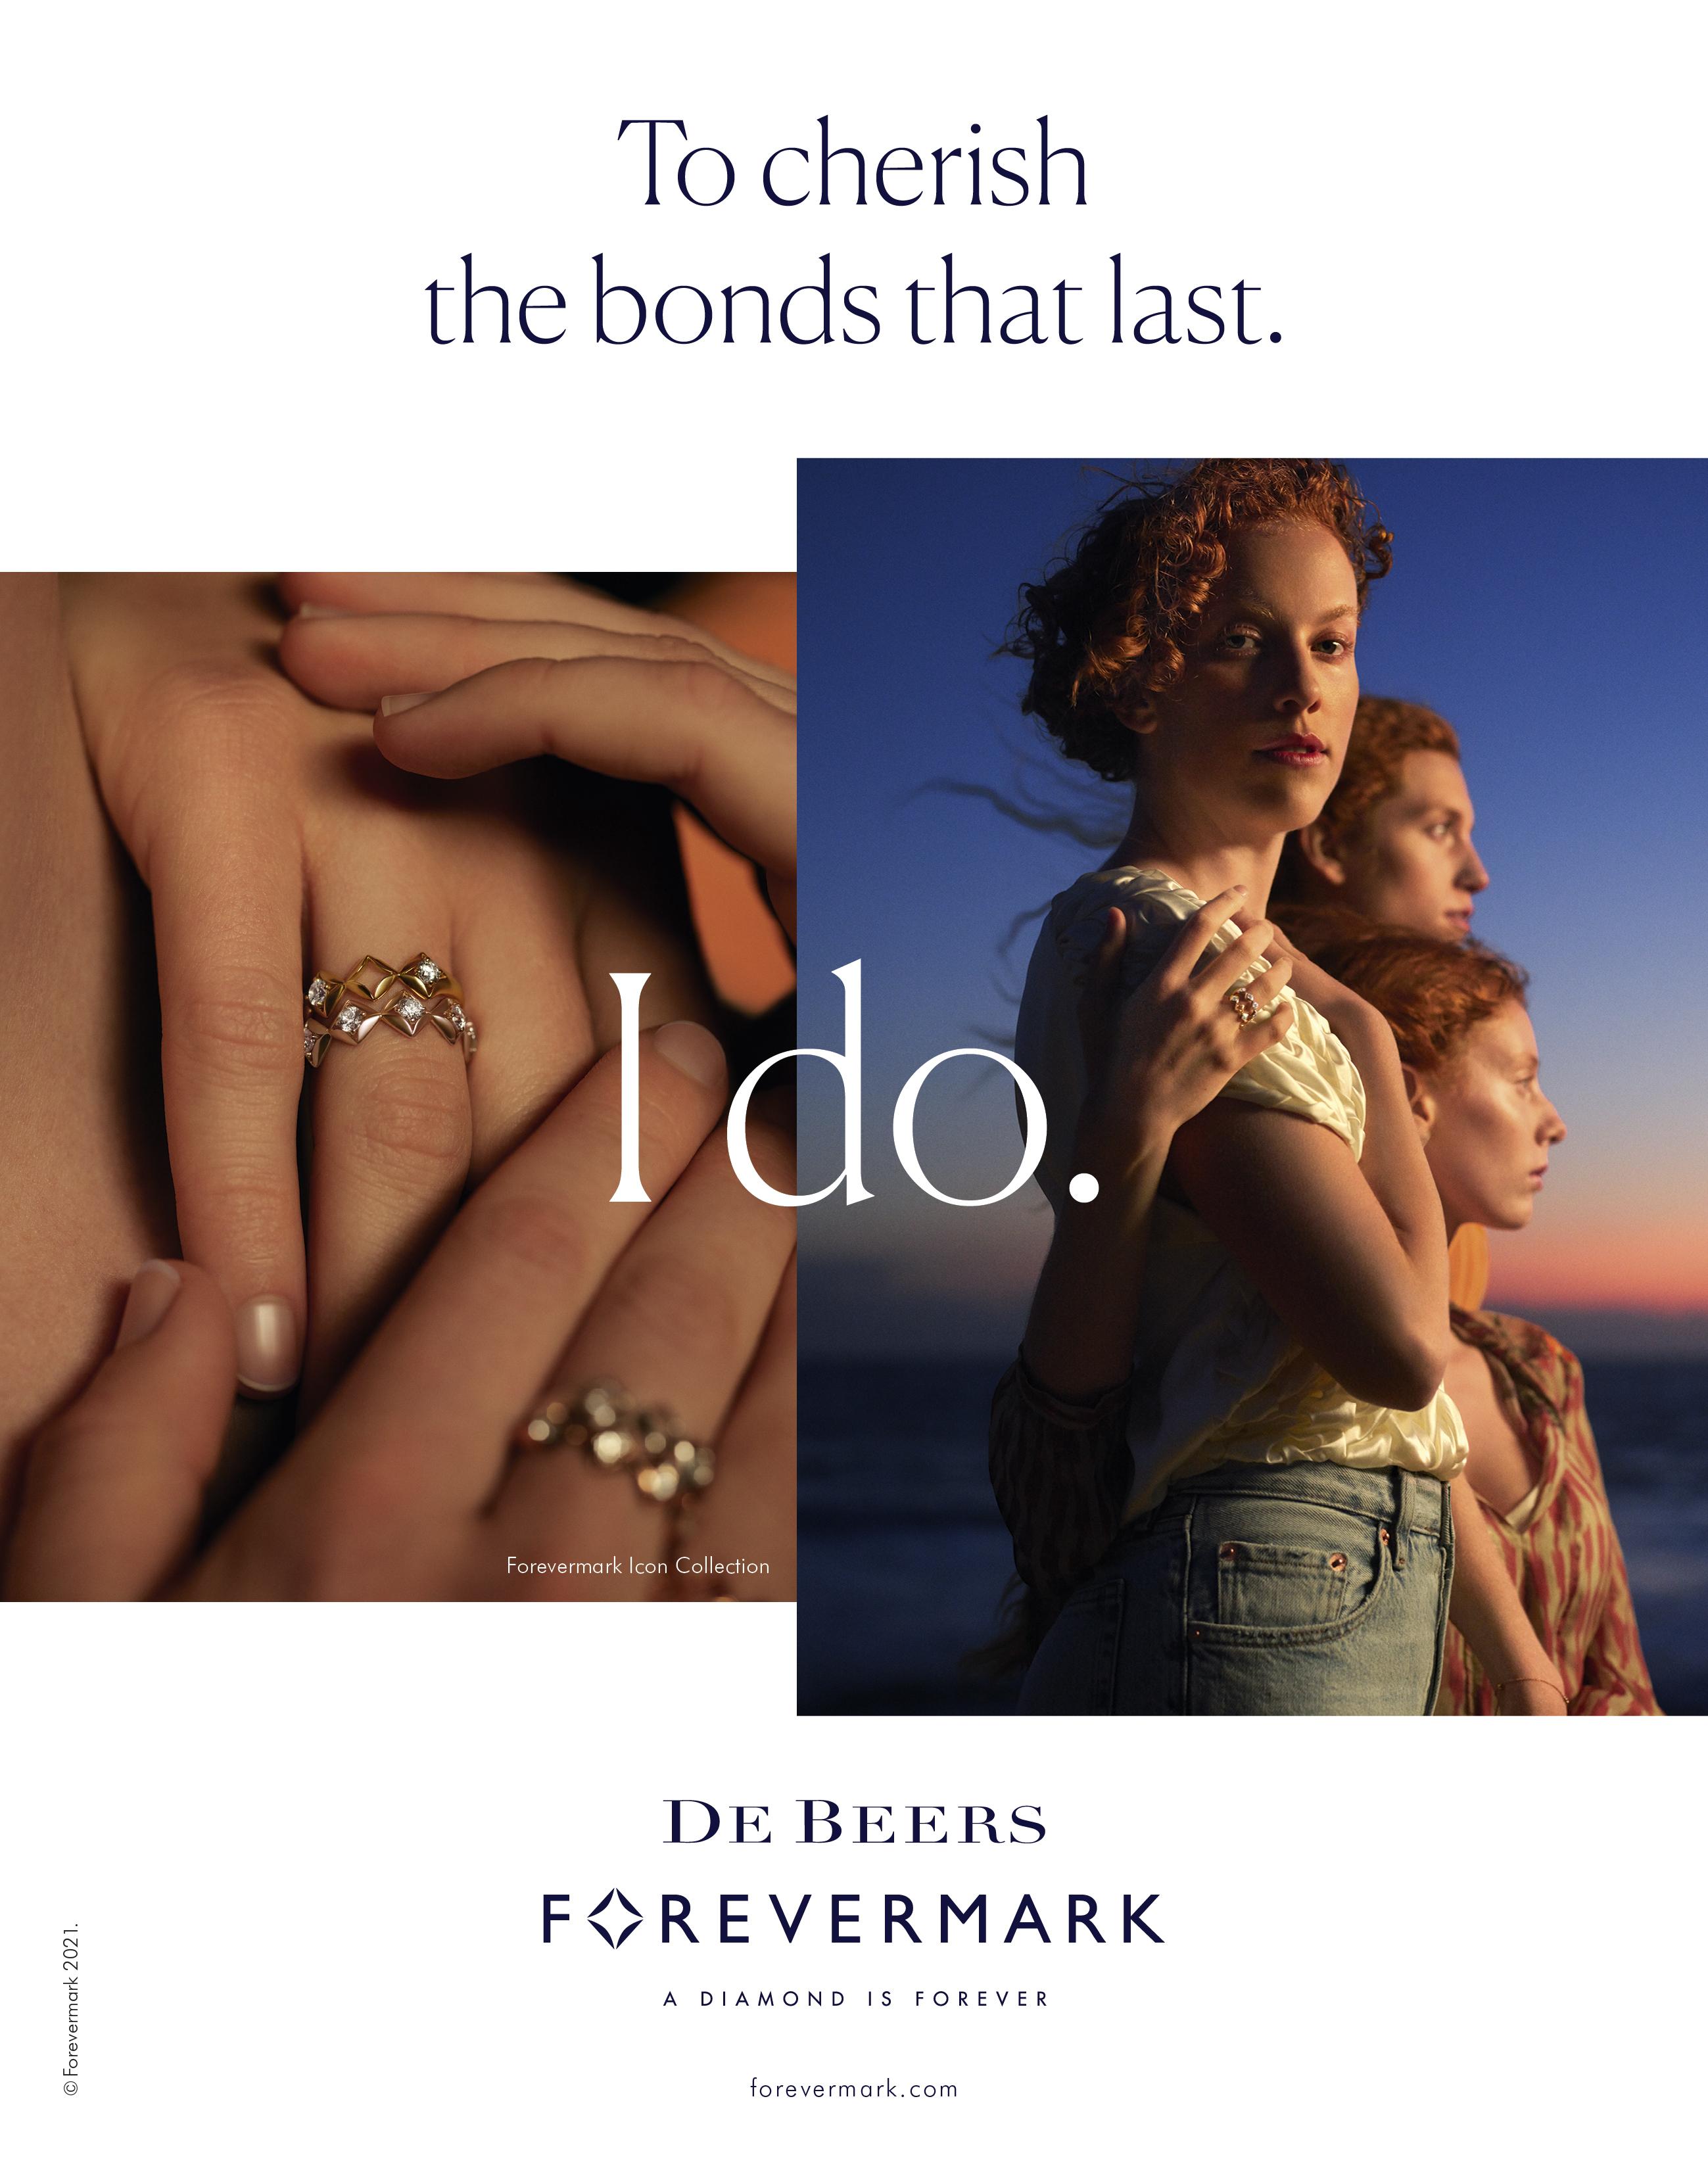 To cherish
the bonds that last.
I do.
Forevermark Icon Collection
DE BEERS
FOREVERMARK
A DIAMOND IS FOREVER
forevermark.com
© Forevermark 2021.